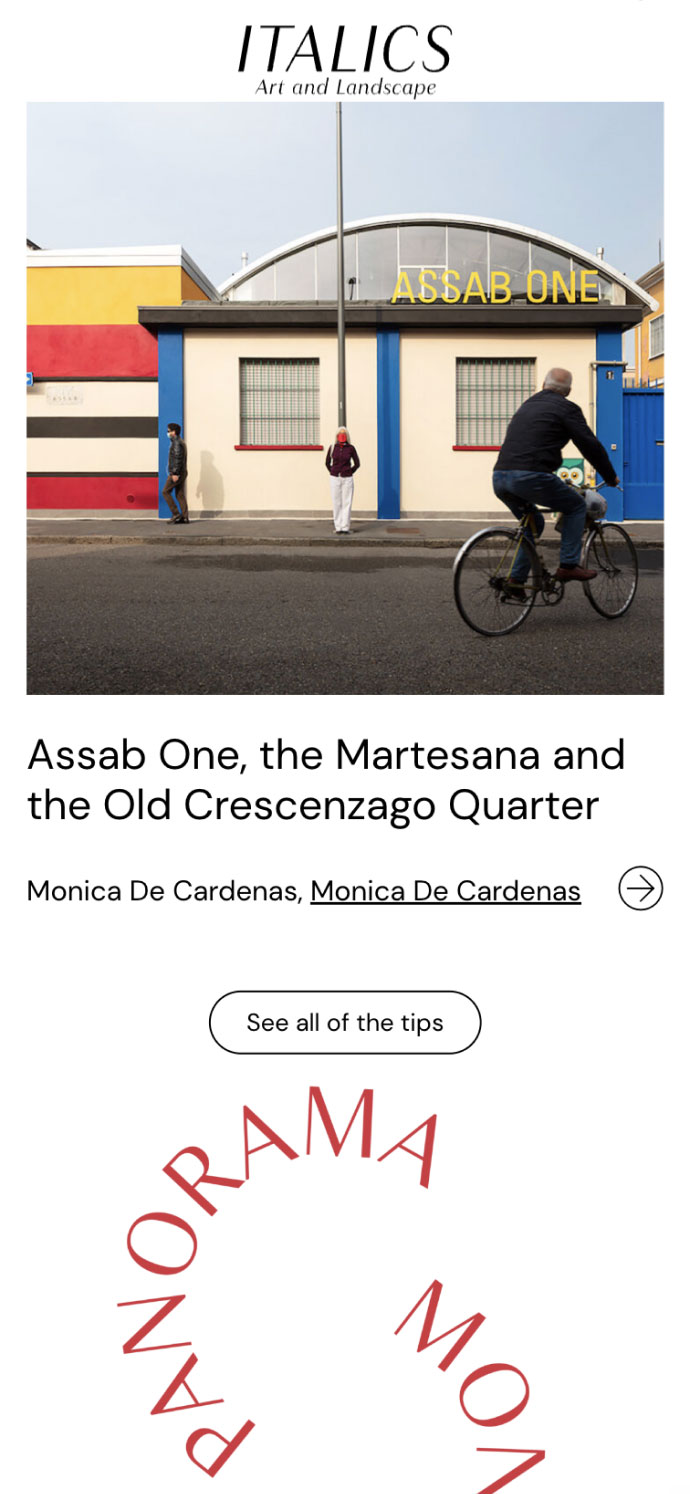 ITALICS
Art and Landscape
ASSAB ONE
Assab One, the Martesana and
the Old Crescenzago Quarter
Monica De Cardenas, Monica De Cardenas
See all of the tips
PANORAMA
MO